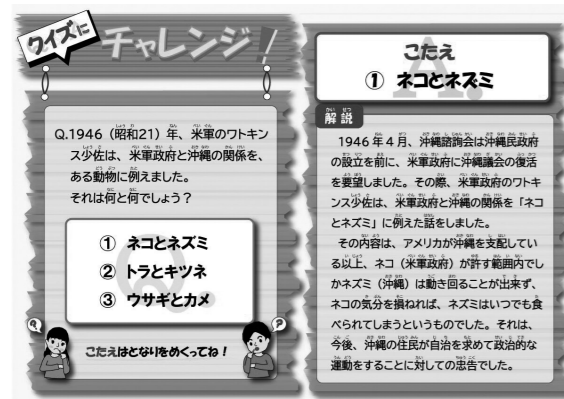 クイズに
チャレンジ!
Q.1946(昭和21)年、米軍のワトキン
ス少佐は、米軍政府と沖縄の関係を、
ある動物に例えました。
それは何と何でしょう?
① ネコとネズミ
② トラとキツネ
③ ウサギとカメ
Q
?
こたえはとなりをめくってね!
こたえ
① ネコとネズミ
解説
1946年4月、沖縄諮詢会は沖縄民政府
の設立を前に、米軍政府に沖縄議会の復活
を要望しました。その際、米軍政府のワトキ
ンス少佐は、米軍政府と沖縄の関係を「ネコ
とネズミ」に例えた話をしました。
その内容は、アメリカが沖縄を支配してい
る以上、ネコ(米軍政府)が許す範囲内でし
かネズミ(沖縄)は動き回ることが出来ず、
ネコの気分を損ねれば、ネズミはいつでも食
べられてしまうというものでした。それは、
今後、沖縄の住民が自治を求めて政治的な
運動をすることに対しての忠告でした。